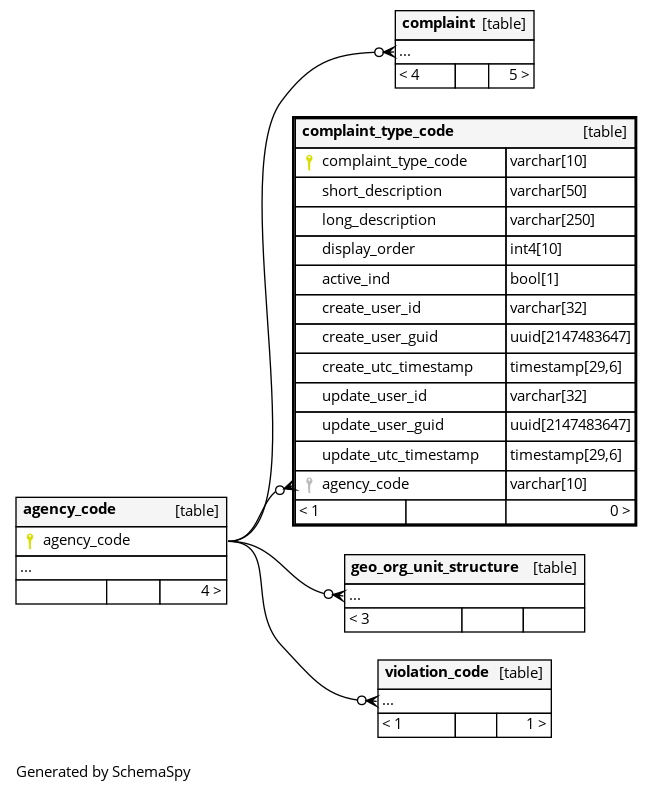 complaint [table]
...
< 4 5 >
complaint_type_code [table]
complaint_type_code varchar[10]
short_description varchar[50]
long_description varchar[250]
display_order int4[10]
active_ind bool[1]
create_user_id varchar[32]
create_user_guid uuid[2147483647]
create_utc_timestamp timestamp[29,6]
update_user_id varchar[32]
update_user_guid uuid[2147483647]
update_utc_timestamp timestamp[29,6]
agency_code varchar[10]
< 1 0 >
agency_code [table]
agency_code
...
4 >
geo_org_unit_structure [table]
...
< 3
violation_code [table]
...
< 1 1 >
Generated by SchemaSpy